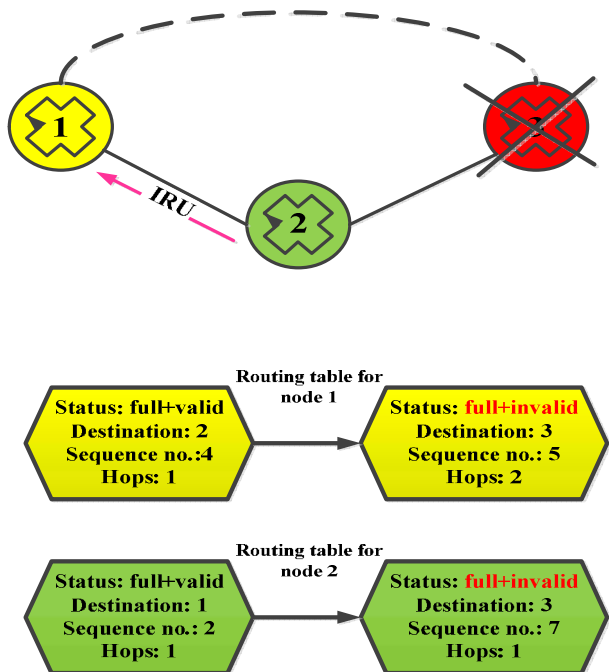 1
3
IRU
2
Routing table for
node 1
Status: full+valid
Destination: 2
Sequence no.:4
Hops: 1
Status: full+invalid
Destination: 3
Sequence no.: 5
Hops: 2
Routing table for
node 2
Status: full+valid
Destination: 1
Sequence no.: 2
Hops: 1
Status: full+invalid
Destination: 3
Sequence no.: 7
Hops: 1